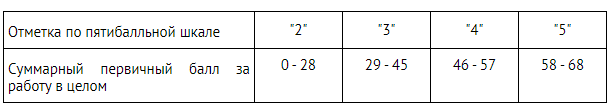 Отметка по пятибалльной шкале "2" "3" "4" "5"
Суммарный первичный балл за 0 - 28 29 - 45 46 - 57 58 - 68
работу в целом